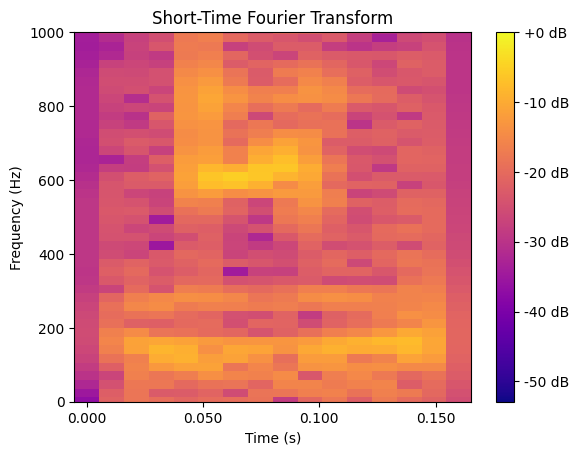 Short-Time Fourier Transform
1000
800
600
400
200
0
Frequency (Hz)
0.000
0.050
0.100
0.150
Time (s)
+0 dB
-10 dB
-20 dB
-30 dB
-40 dB
-50 dB